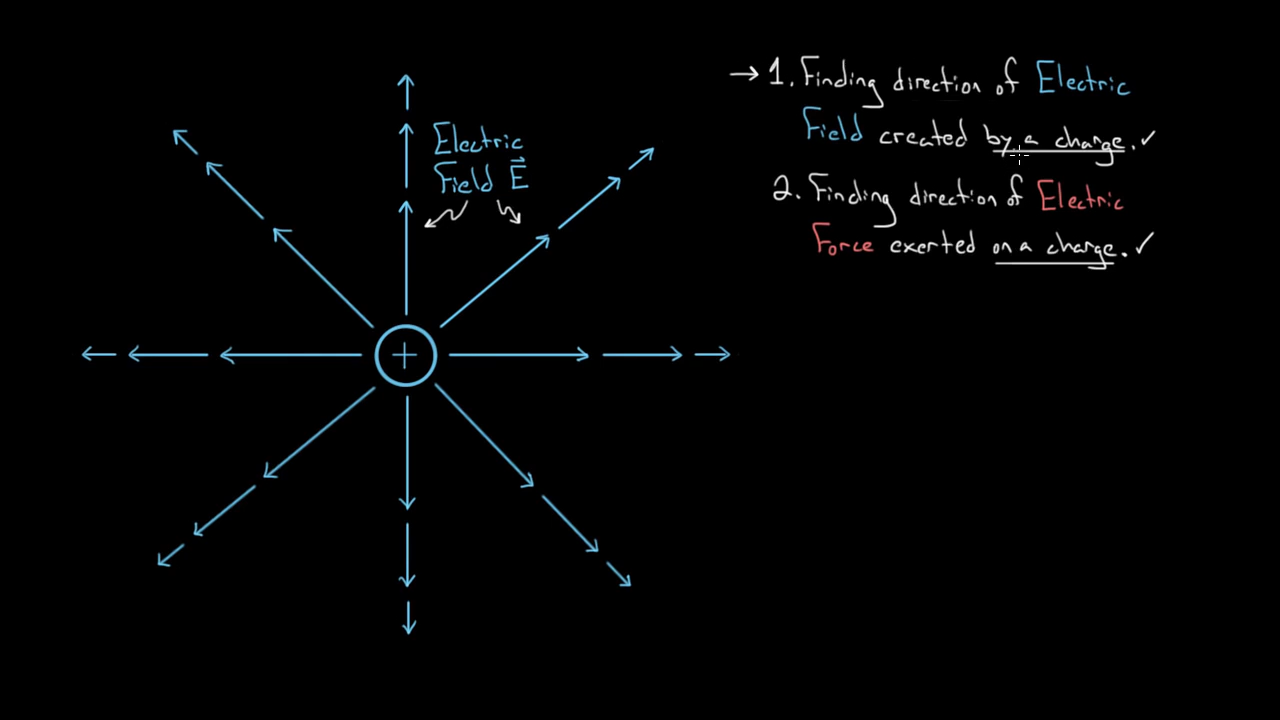 Electric
Field E⃗
+
→ 1. Finding direction of Electric
Field created by a charge. ✓
2. Finding direction of Electric
Force exerted on a charge. ✓